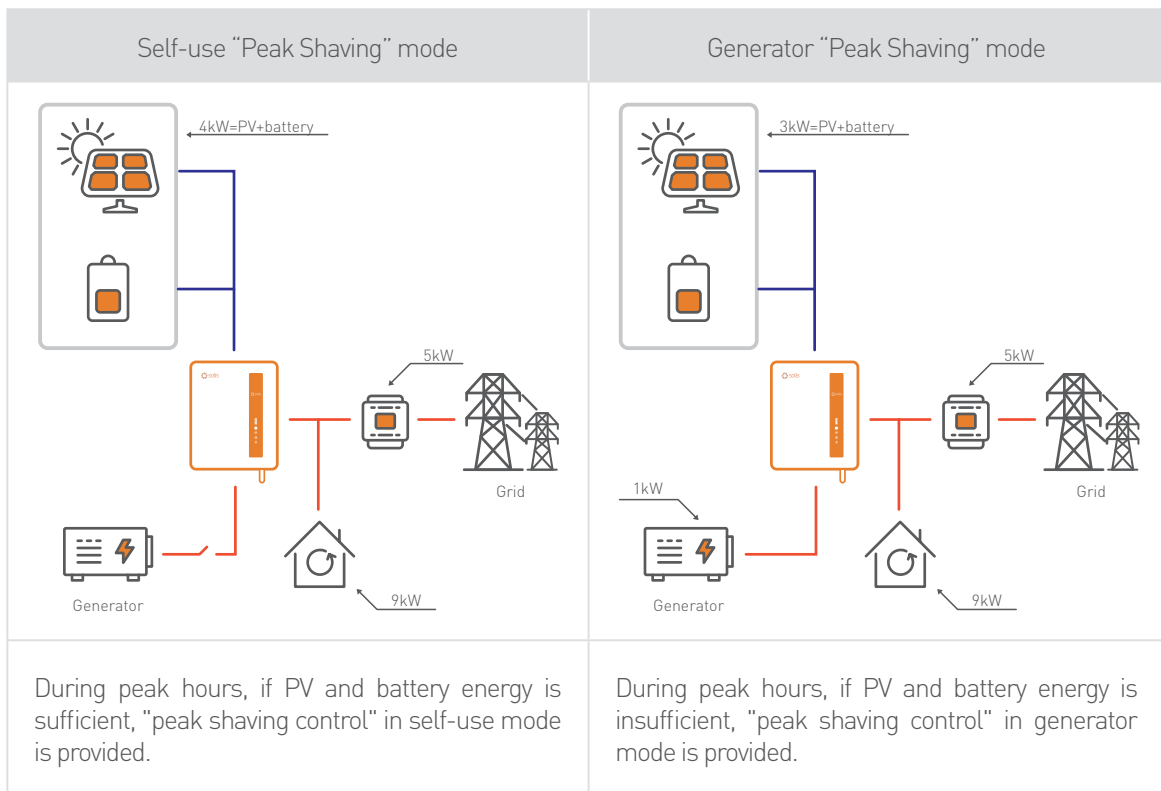 Self-use “Peak Shaving” mode
Generator “Peak Shaving” mode
4kW=PV+battery
5kW
Grid
Generator
9kW
3kW=PV+battery
5kW
Grid
1kW
Generator
9kW
During peak hours, if PV and battery energy is
sufficient, "peak shaving control" in self-use mode
is provided.
During peak hours, if PV and battery energy is
insufficient, "peak shaving control" in generator
mode is provided.